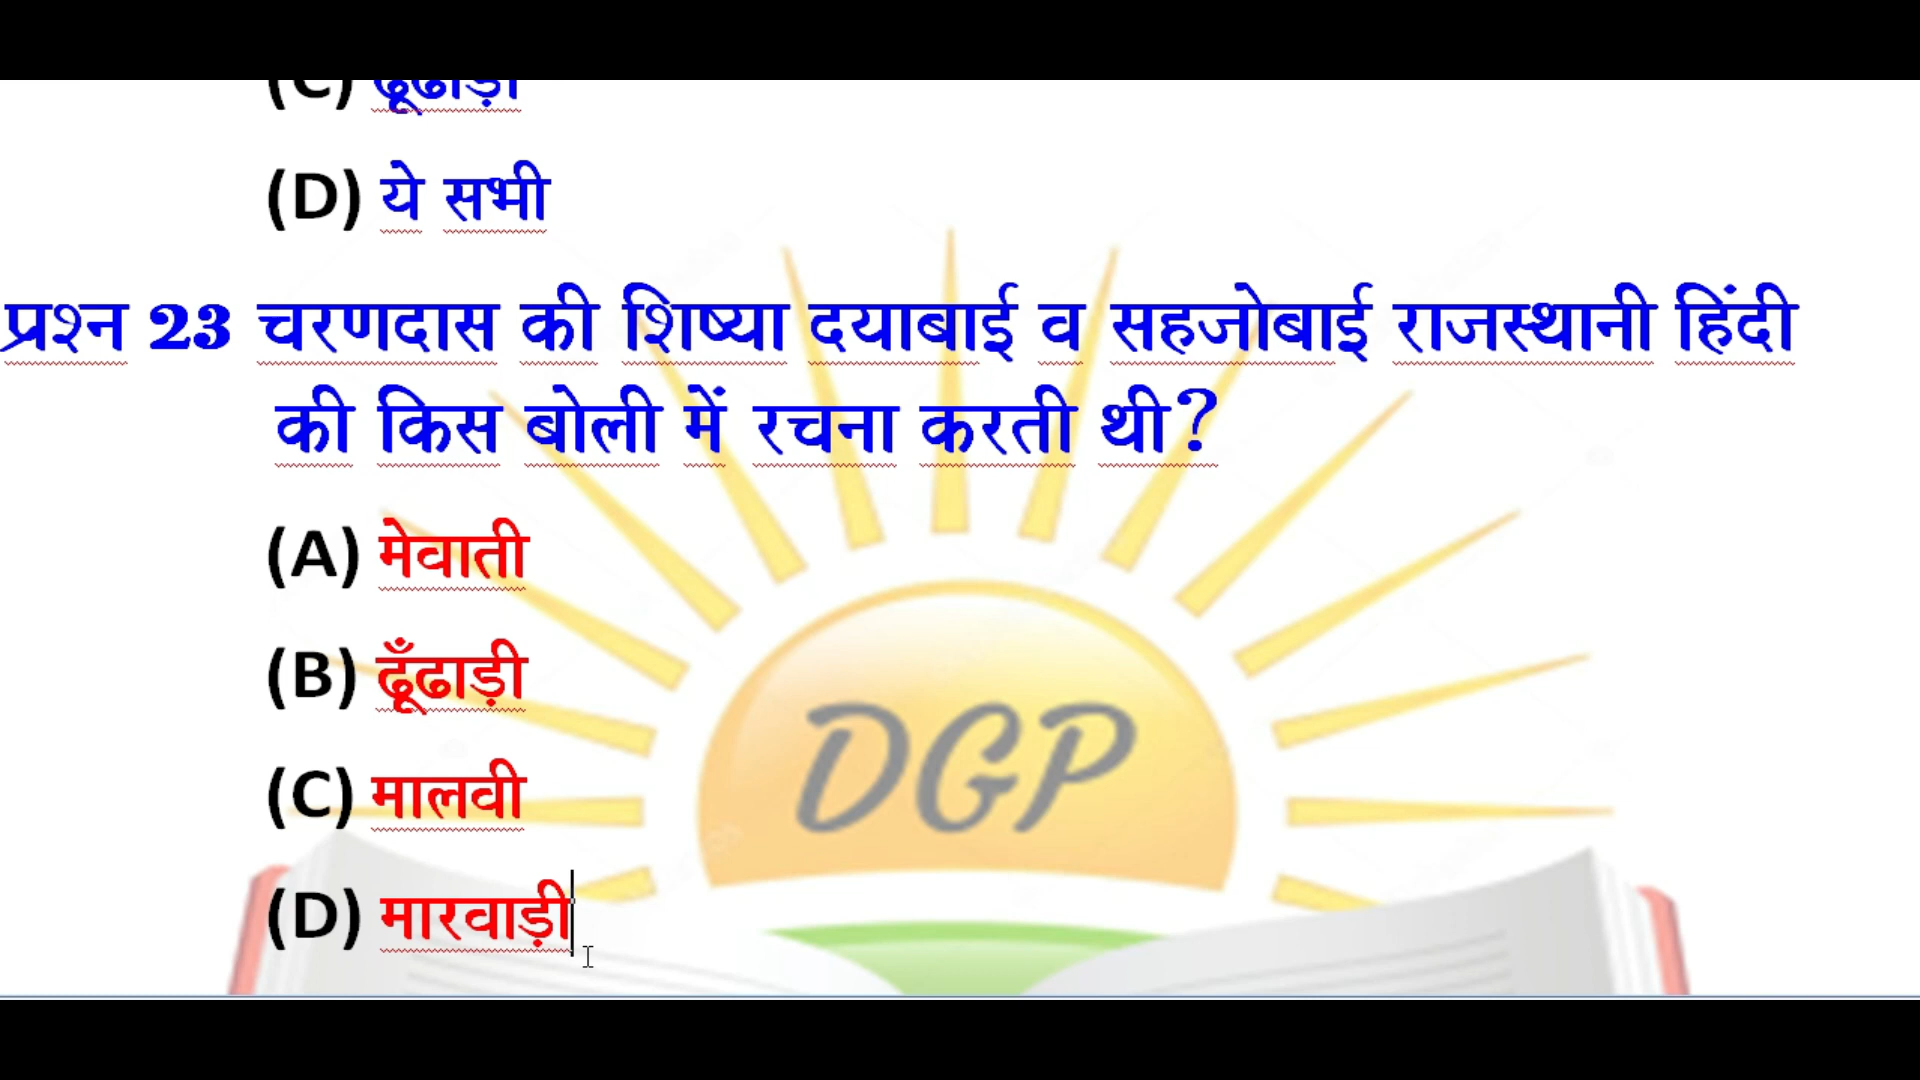 (C) ढूँढाड़ी
(D) ये सभी
प्रश्न 23 चरणदास की शिष्या दयाबाई व सहजोबाई राजस्थानी हिंदी
की किस बोली में रचना करती थी?
(A) मेवाती
(B) ढूँढाड़ी
(C) मालवी
(D) मारवाड़ी
DGP